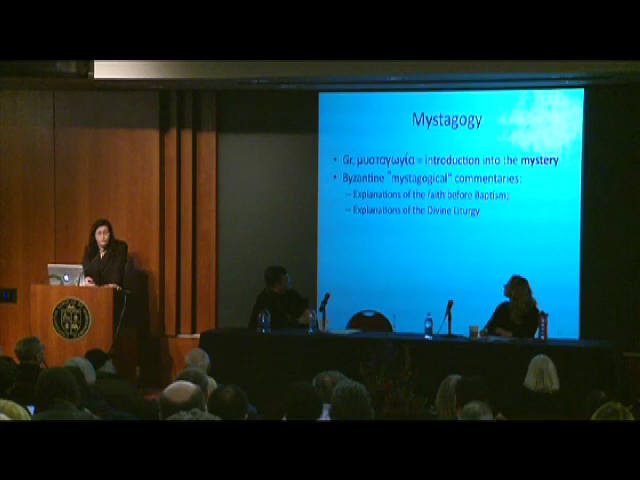 Mystagogy
• Gr. μυσταγωγία = introduction into the mystery
• Byzantine "mystagogical" commentaries:
– Explanations of the faith before Baptism;
– Explanations of the Divine Liturgy